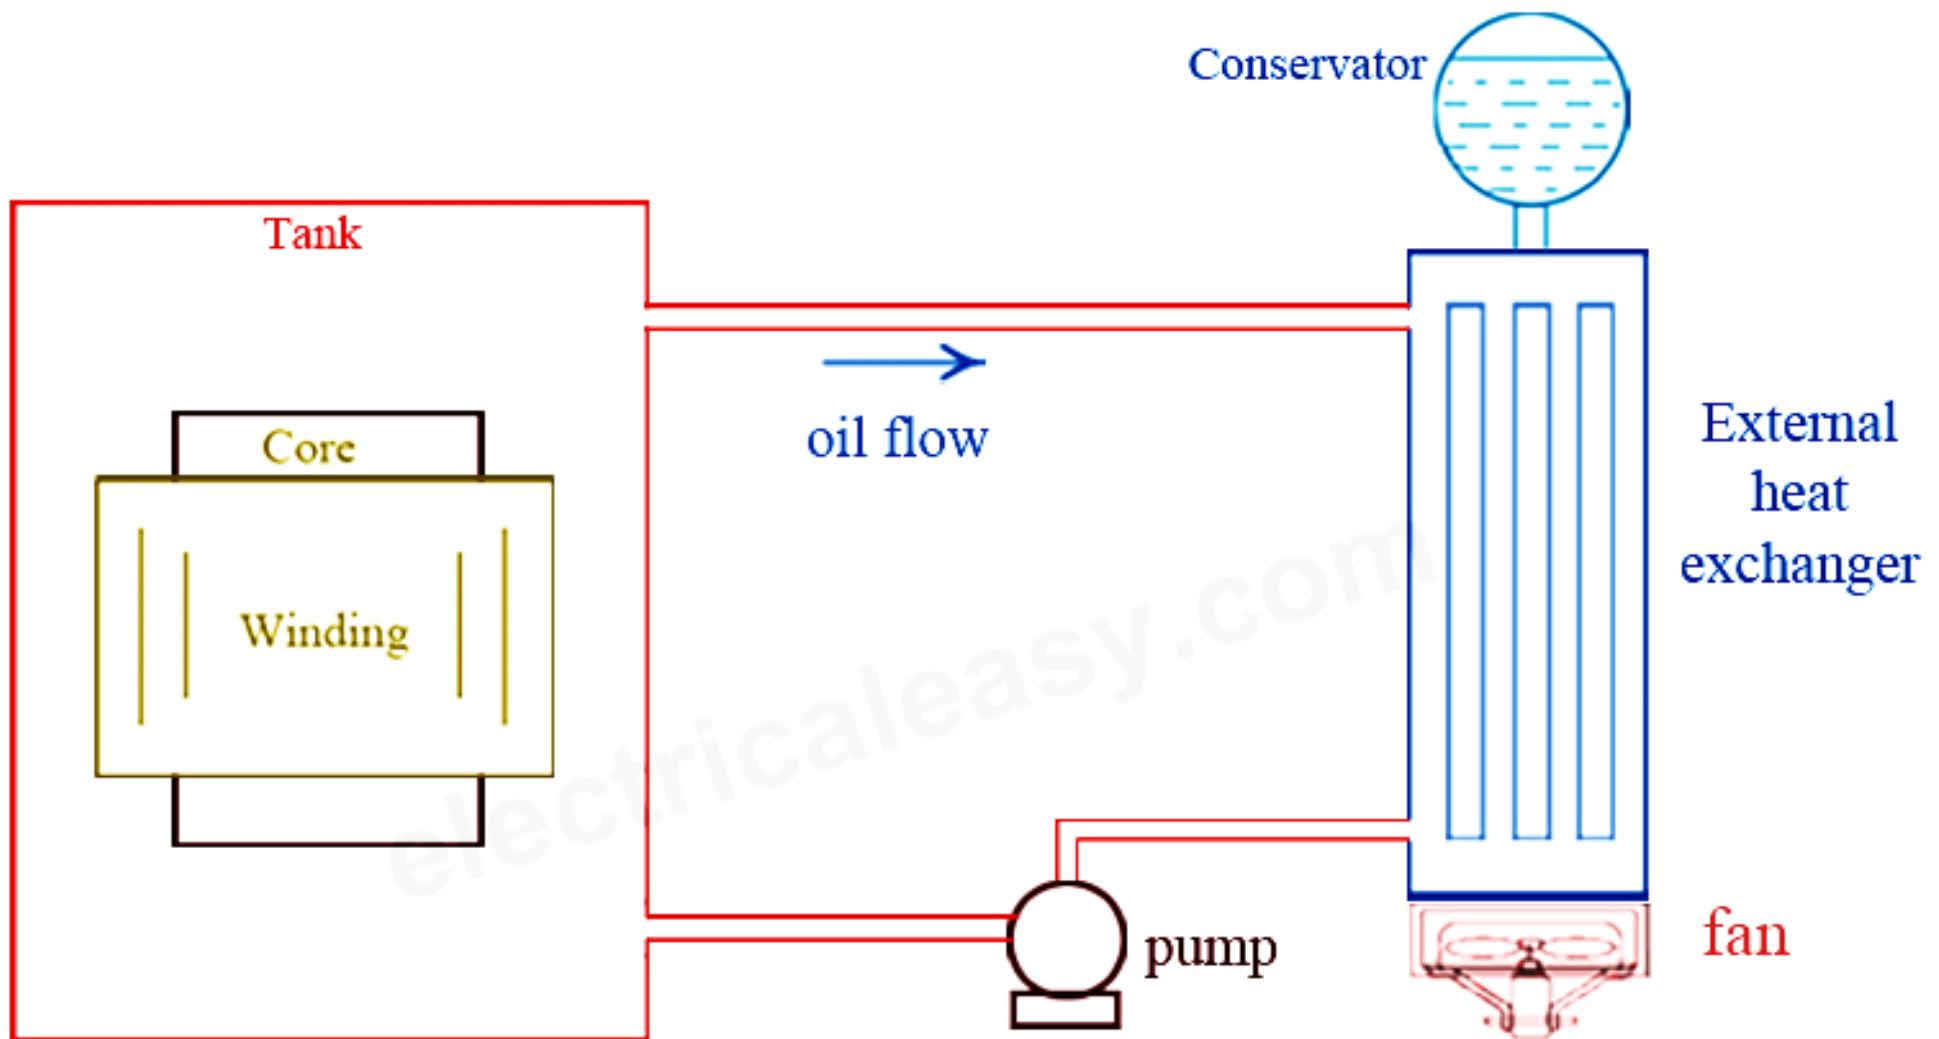 Conservator
Tank
Core
oil flow
Winding
External
heat
exchanger
electricaleasy.com
pump
fan